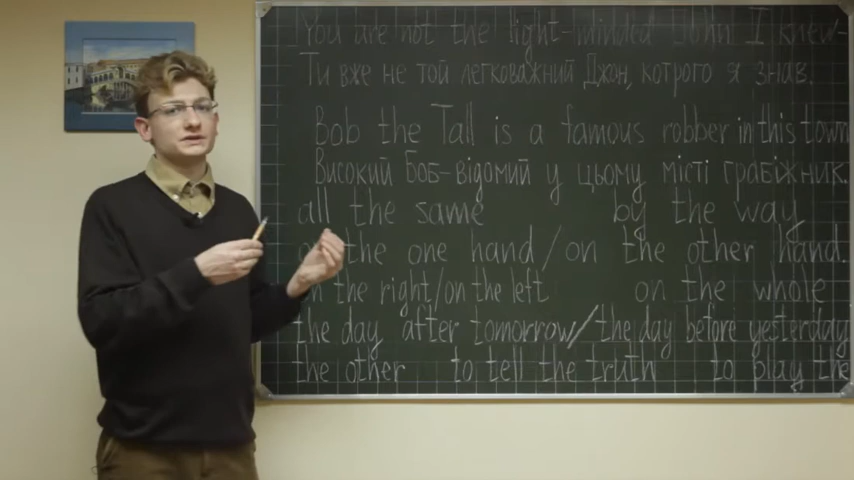 You are not the light-minded John I knew-
Ти вже не той легковажний Джон, котрого я знав.
Bob the Tall is a famous robber in this town
Високий Боб-відомий у цьому місті грабіжник.
all the same by the way
the one hand/on the other hand.
the right/on the left on the whole
the day after tomorrow/the day before yesterday
the other to tell the truth to play the